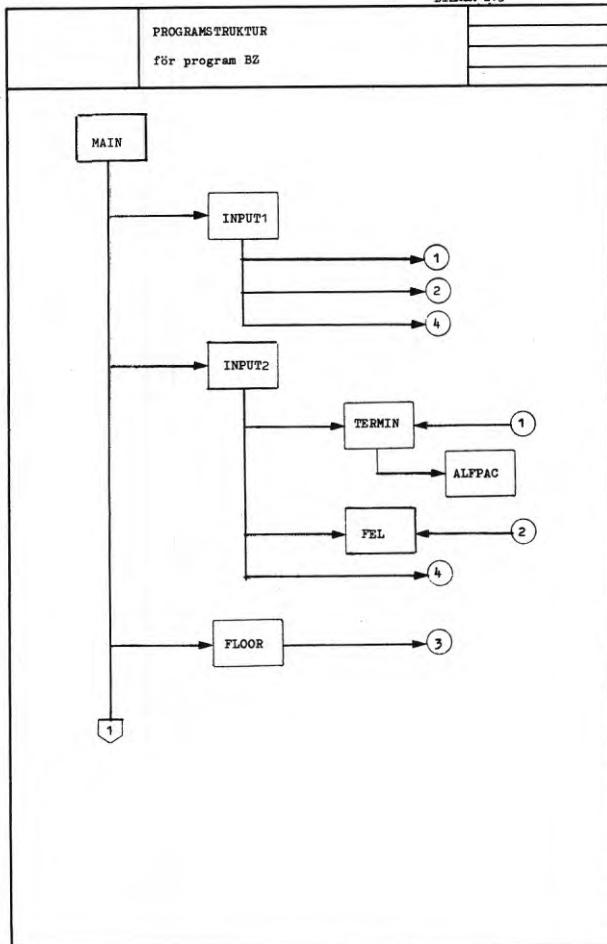 PROGRAMSTRUKTUR
för program BZ
MAIN
INPUT1
1
2
4
INPUT2
TERMIN
1
ALFPAC
FEL
2
4
FLOOR
3
1